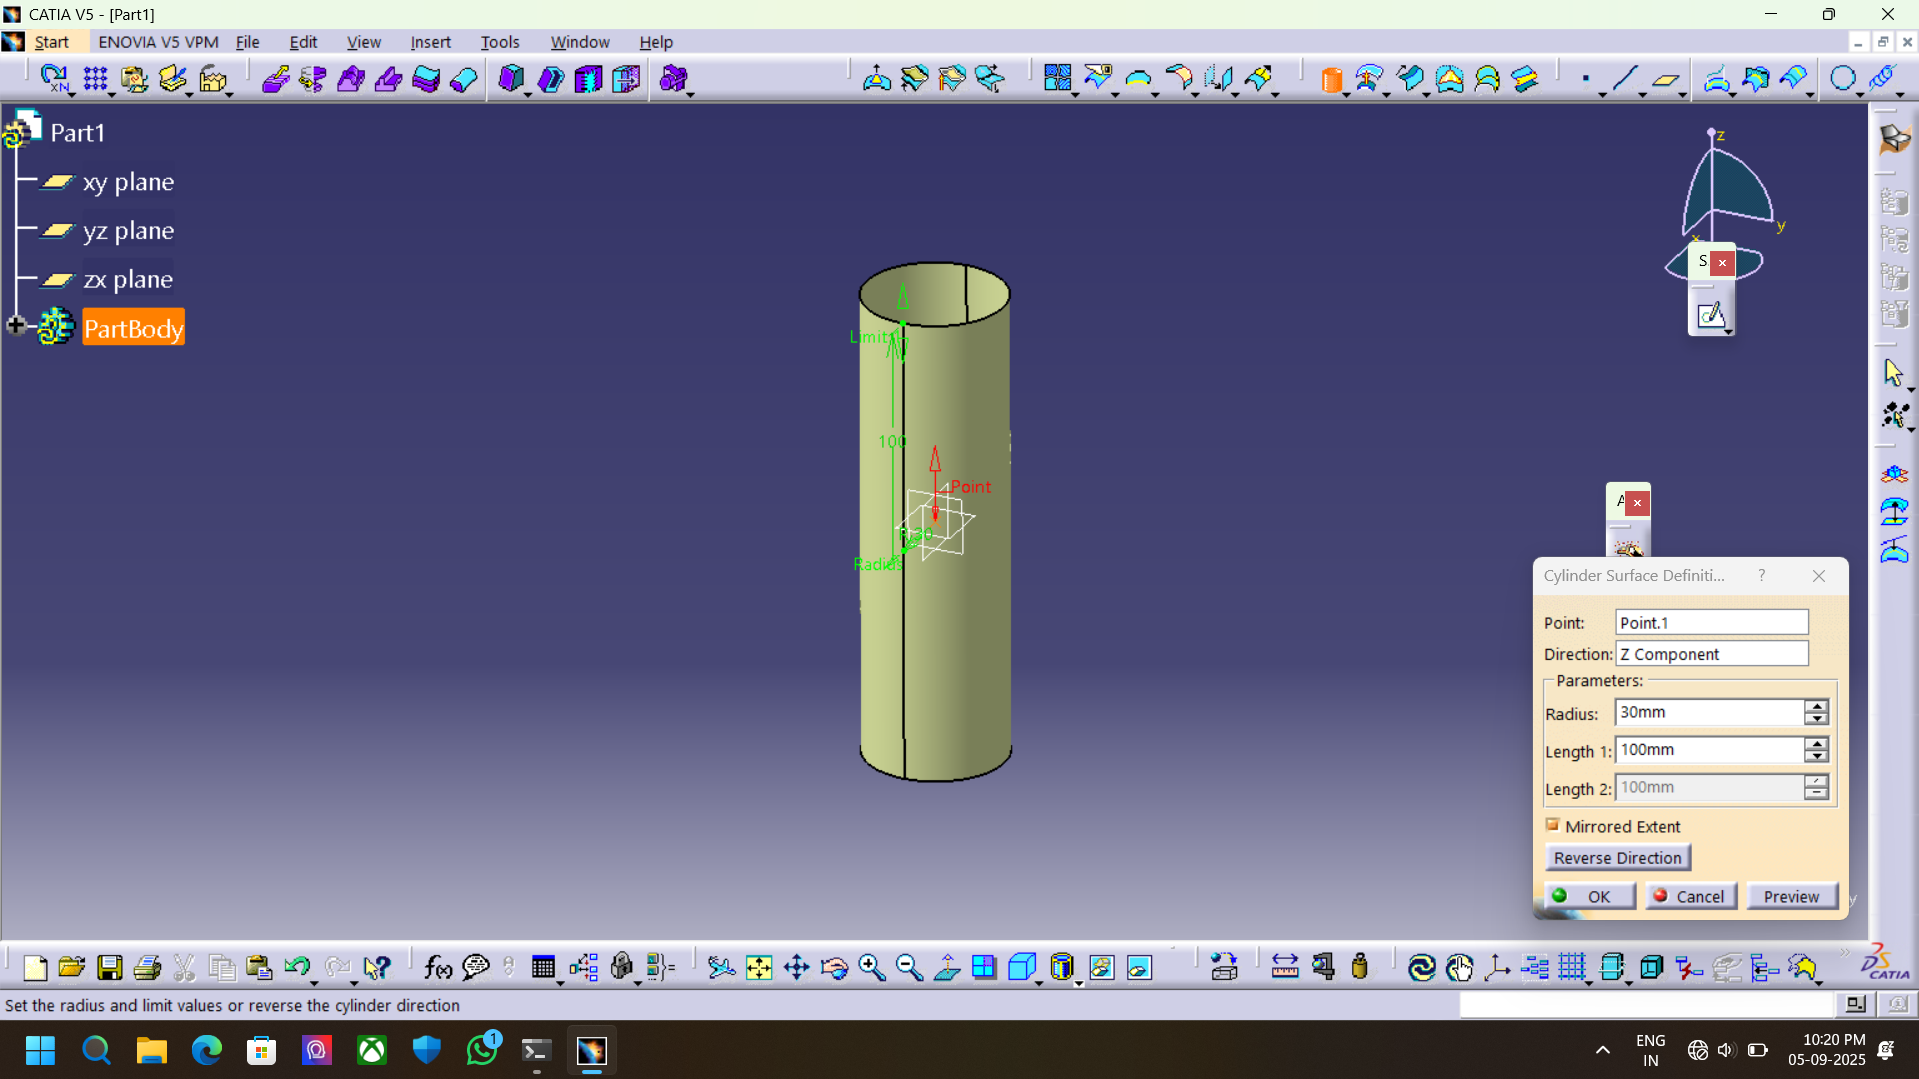 CATIA V5 - [Part1]
Start ENOVIA V5 VPM File Edit View Insert Tools Window Help
Part1
xy plane
yz plane
zx plane
PartBody
z
y
x
S
A
Limit
100
Point
R 30
Radius
Cylinder Surface Definiti... ?
Point: Point.1
Direction: Z Component
Parameters:
Radius: 30mm
Length 1: 100mm
Length 2: 100mm
Mirrored Extent
Reverse Direction
OK Cancel Preview
y
f(x)
CATIA
Set the radius and limit values or reverse the cylinder direction
1
ENG
IN
10:20 PM
05-09-2025